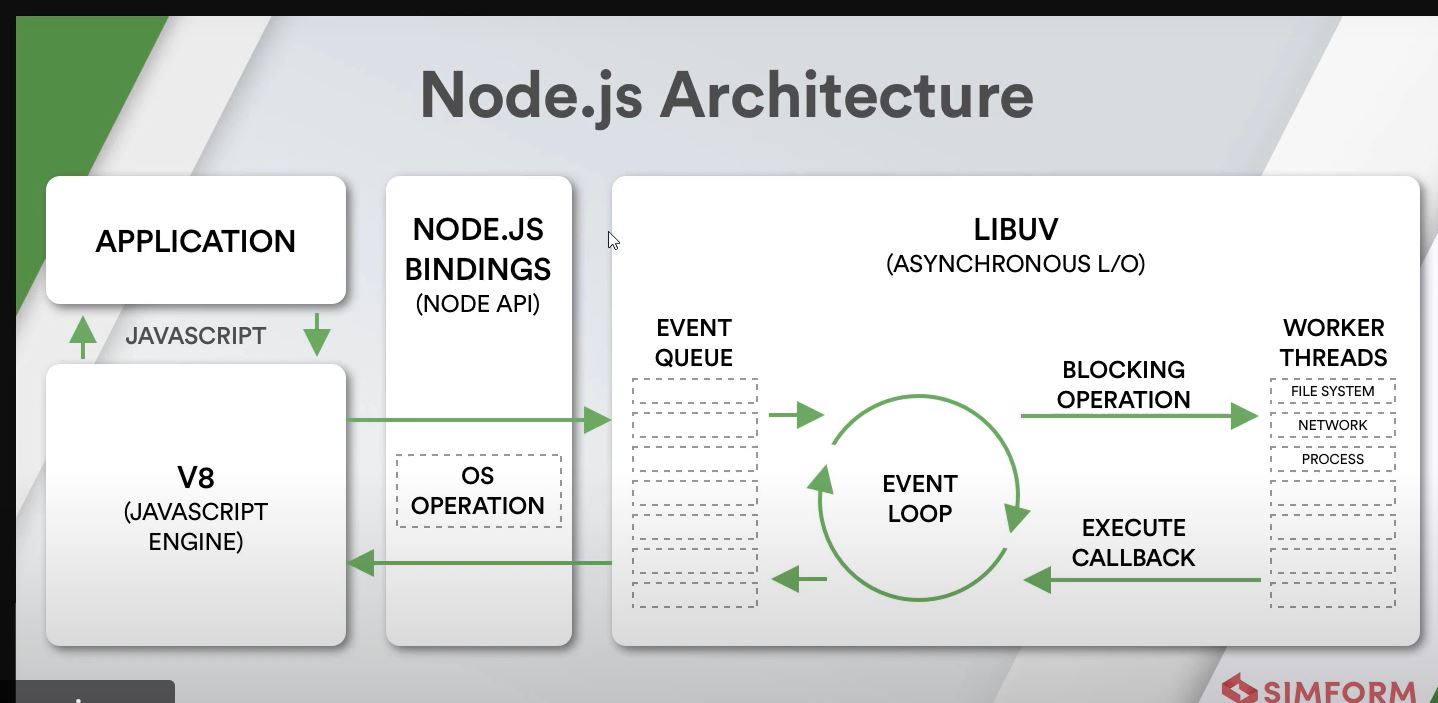 Node.js Architecture
APPLICATION
JAVASCRIPT
V8
(JAVASCRIPT
ENGINE)
NODE.JS
BINDINGS
(NODE API)
OS
OPERATION
LIBUV
(ASYNCHRONOUS L/O)
EVENT
QUEUE
EVENT
LOOP
BLOCKING
OPERATION
EXECUTE
CALLBACK
WORKER
THREADS
FILE SYSTEM
NETWORK
PROCESS
SIMFORM